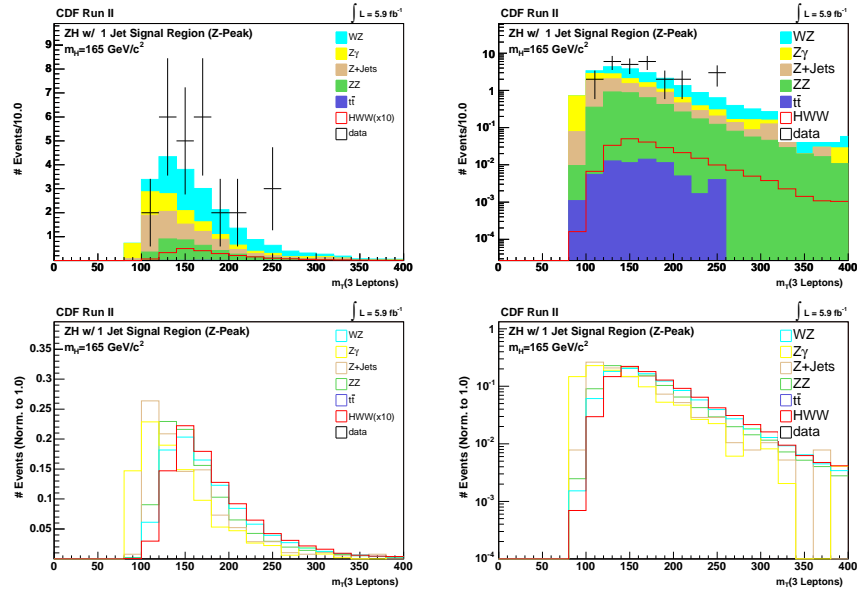 CDF Run II
∫ L = 5.9 fb⁻¹
ZH w/ 1 Jet Signal Region (Z-Peak)
m_H=165 GeV/c²
WZ
Zγ
Z+Jets
ZZ
tt̄
HWW(x10)
data
# Events/10.0
9
8
7
6
5
4
3
2
1
0
0 50 100 150 200 250 300 350 400
m_T(3 Leptons)
CDF Run II
∫ L = 5.9 fb⁻¹
ZH w/ 1 Jet Signal Region (Z-Peak)
m_H=165 GeV/c²
WZ
Zγ
Z+Jets
ZZ
tt̄
HWW(x10)
data
# Events/10.0
10
1
10⁻¹
10⁻²
10⁻³
10⁻⁴
0 50 100 150 200 250 300 350 400
m_T(3 Leptons)
CDF Run II
∫ L = 5.9 fb⁻¹
ZH w/ 1 Jet Signal Region (Z-Peak)
m_H=165 GeV/c²
WZ
Zγ
Z+Jets
ZZ
tt̄
HWW(x10)
data
# Events (Norm. to 1.0)
0.35
0.3
0.25
0.2
0.15
0.1
0.05
0 50 100 150 200 250 300 350 400
m_T(3 Leptons)
CDF Run II
∫ L = 5.9 fb⁻¹
ZH w/ 1 Jet Signal Region (Z-Peak)
m_H=165 GeV/c²
WZ
Zγ
Z+Jets
ZZ
tt̄
HWW
data
# Events (Norm. to 1.0)
1
10⁻¹
10⁻²
10⁻³
10⁻⁴
0 50 100 150 200 250 300 350 400
m_T(3 Leptons)